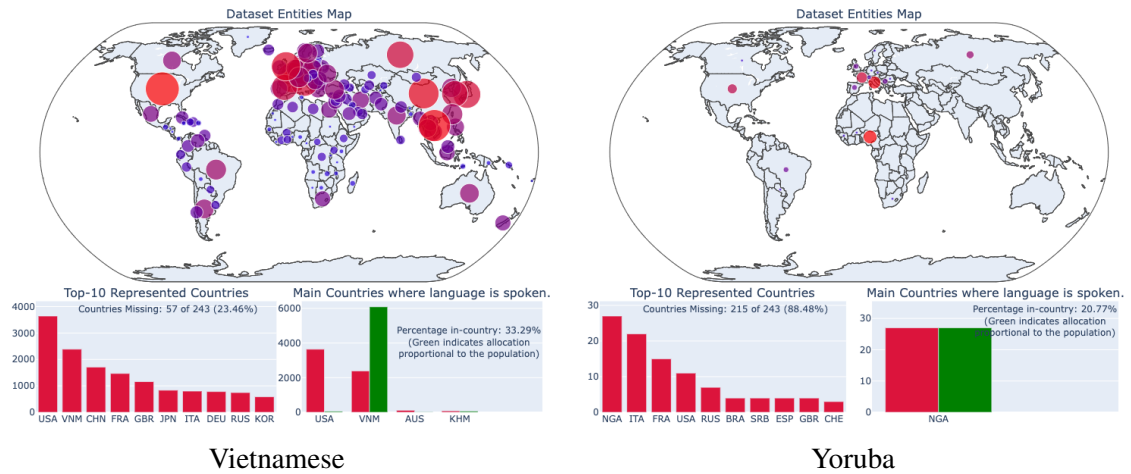 Dataset Entities Map
Top-10 Represented Countries
Countries Missing: 57 of 243 (23.46%)
4000
3000
2000
1000
0
USA VNM CHN FRA GBR JPN ITA DEU RUS KOR
Main Countries where language is spoken.
Percentage in-country: 33.29%
(Green indicates allocation
proportional to the population)
6000
4000
2000
0
USA VNM AUS KHM
Vietnamese
Dataset Entities Map
Top-10 Represented Countries
Countries Missing: 215 of 243 (88.48%)
30
20
10
0
NGA ITA FRA USA RUS BRA SRB ESP GBR CHE
Main Countries where language is spoken.
Percentage in-country: 20.77%
(Green indicates allocation
proportional to the population)
30
20
10
0
NGA
Yoruba